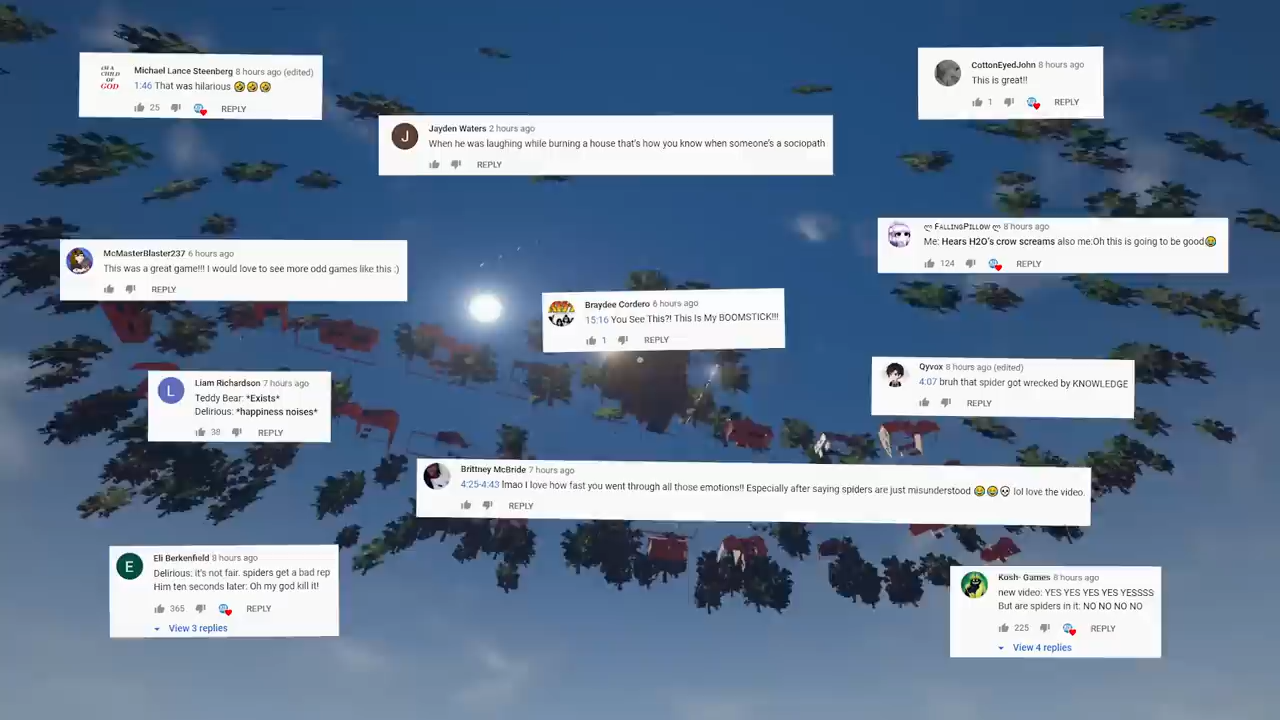 I'M A
CHILD
OF
GOD
Michael Lance Steenberg 8 hours ago (edited)
1:46 That was hilarious 🤣🤣🤣
25 REPLY
CottonEyedJohn 8 hours ago
This is great!!
1 REPLY
J
Jayden Waters 2 hours ago
When he was laughing while burning a house that's how you know when someone's a sociopath
REPLY
McMasterBlaster237 6 hours ago
This was a great game!!! I would love to see more odd games like this :)
REPLY
ღ FᴀʟʟɪɴɢPɪʟʟᴏᴡ ღ 8 hours ago
Me: Hears H2O's crow screams also me:Oh this is going to be good😂
124 REPLY
Braydee Cordero 6 hours ago
15:16 You See This?! This Is My BOOMSTICK!!!
1 REPLY
L
Liam Richardson 7 hours ago
Teddy Bear: *Exists*
Delirious: *happiness noises*
38 REPLY
Qyvox 8 hours ago (edited)
4:07 bruh that spider got wrecked by KNOWLEDGE
REPLY
Brittney McBride 7 hours ago
4:25-4:43 lmao I love how fast you went through all those emotions!! Especially after saying spiders are just misunderstood 😂😂💀 lol love the video.
REPLY
E
Eli Berkenfield 8 hours ago
Delirious: it's not fair. spiders get a bad rep
Him ten seconds later: Oh my god kill it!
365 REPLY
View 3 replies
Kosh- Games 8 hours ago
new video: YES YES YES YES YESSSS
But are spiders in it: NO NO NO NO
225 REPLY
View 4 replies